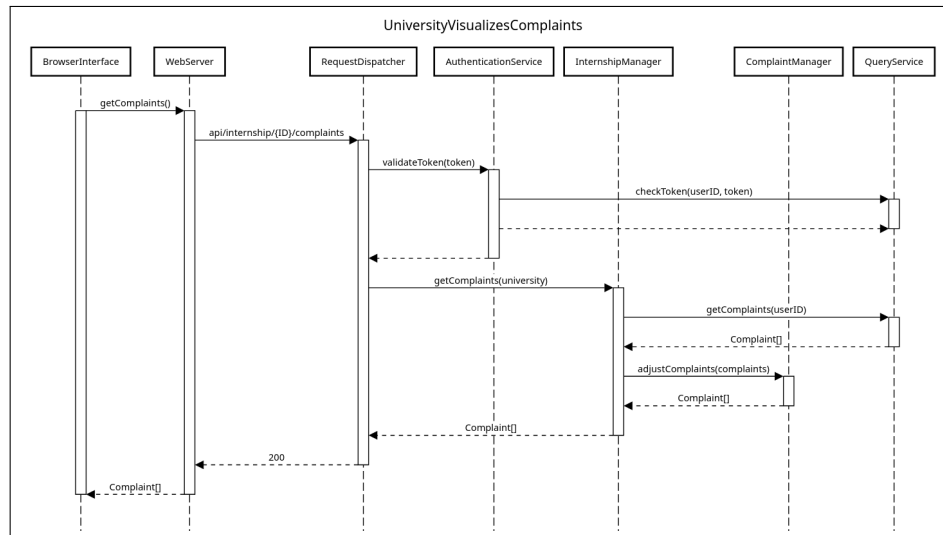 UniversityVisualizesComplaints
BrowserInterface
WebServer
RequestDispatcher
AuthenticationService
InternshipManager
ComplaintManager
QueryService
getComplaints()
api/internship/{ID}/complaints
validateToken(token)
checkToken(userID, token)
getComplaints(university)
getComplaints(userID)
Complaint[]
adjustComplaints(complaints)
Complaint[]
Complaint[]
200
Complaint[]